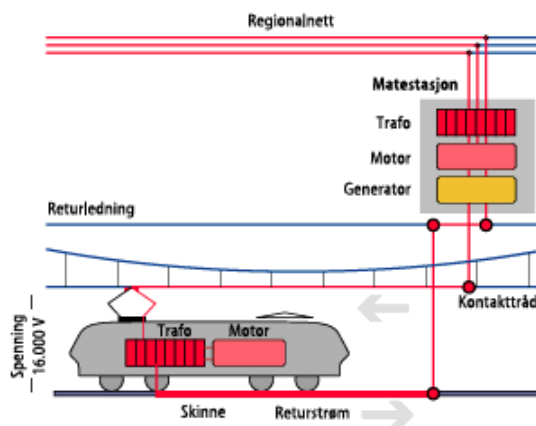 Regionalnett
Matestasjon
Trafo
Motor
Generator
Returledning
Kontakttråd
Spenning
16.000 V
Trafo Motor
Skinne Returstrøm